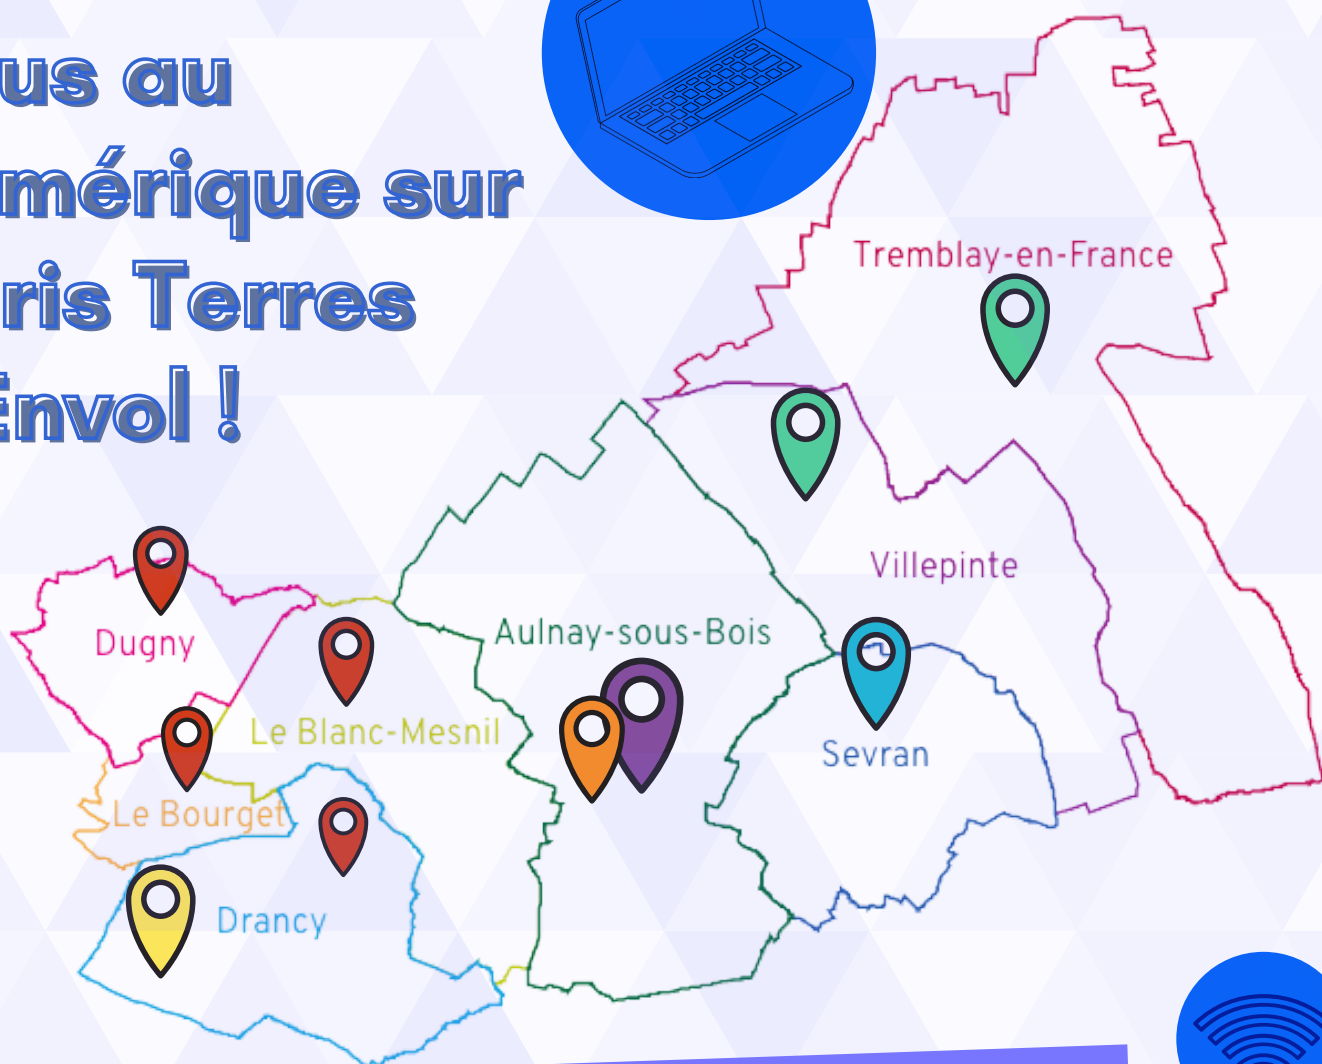 us au
mérique sur
ris Terres
Envol !
Tremblay-en-France
Villepinte
Aulnay-sous-Bois
Dugny
Le Blanc-Mesnil
Sevran
Le Bourget
Drancy